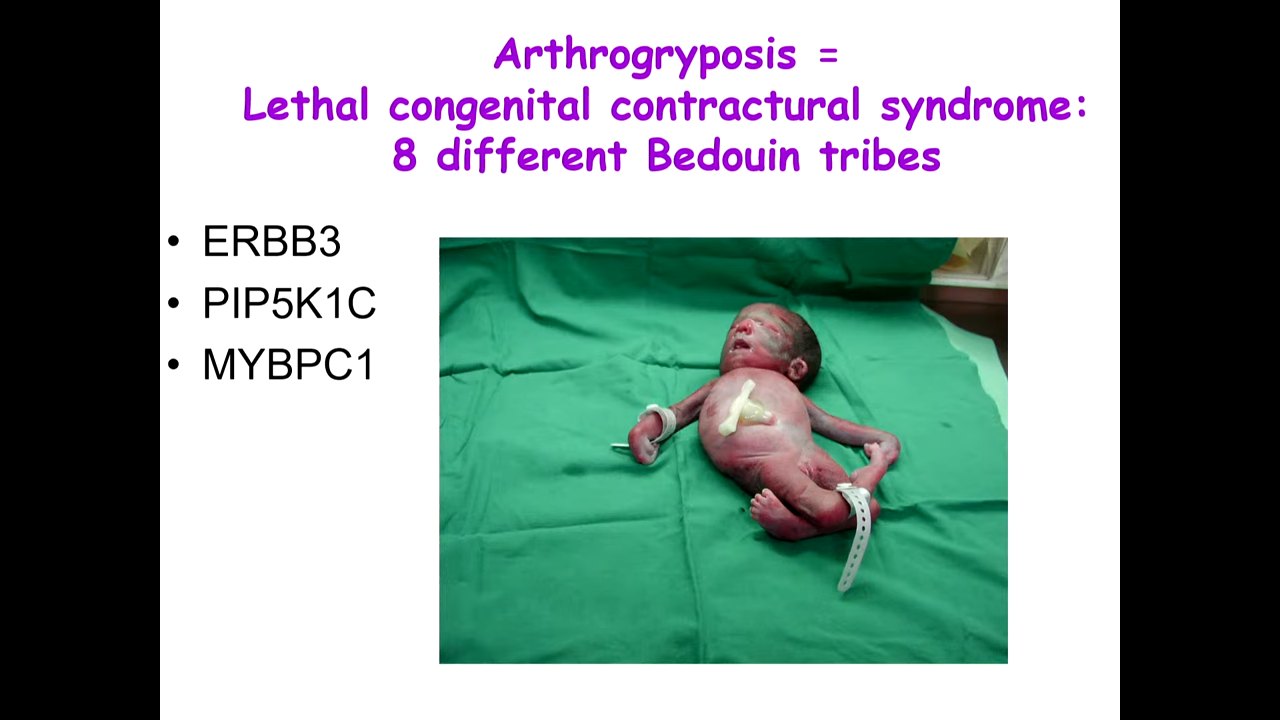 Arthrogryposis =
Lethal congenital contractural syndrome:
8 different Bedouin tribes
• ERBB3
• PIP5K1C
• MYBPC1